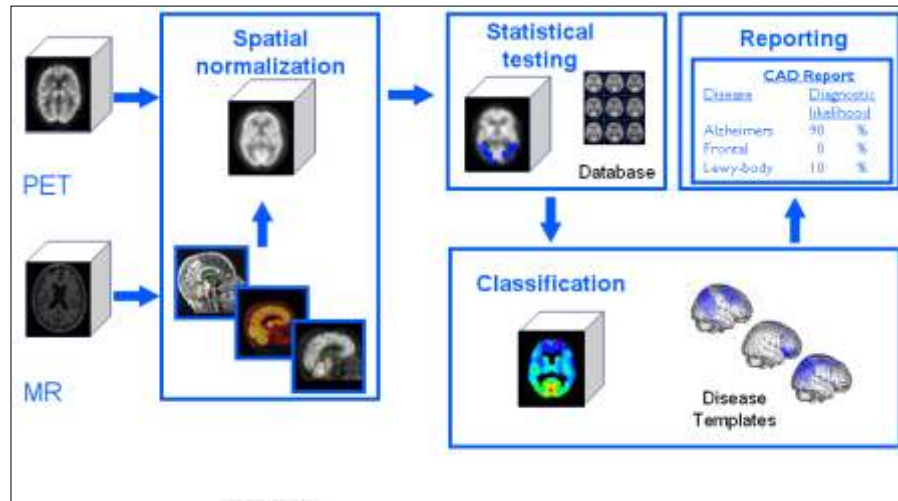 PET
MR
Spatial
normalization
Statistical
testing
Database
Reporting
CAD Report
Disease Diagnostic
likelihood
Alzheimers 90 %
Frontal 0 %
Lewy-body 10 %
Classification
Disease
Templates